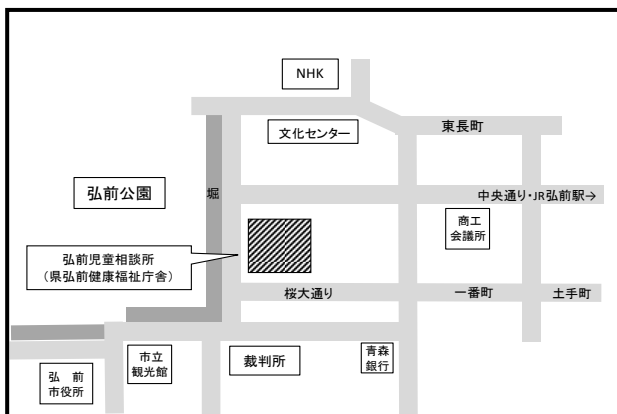 NHK
東長町
文化センター
弘前公園
堀
中央通り・JR弘前駅→
商工
会議所
弘前児童相談所
（県弘前健康福祉庁舎）
桜大通り
一番町
土手町
市立
観光館
裁判所
青森
銀行
弘　前
市役所